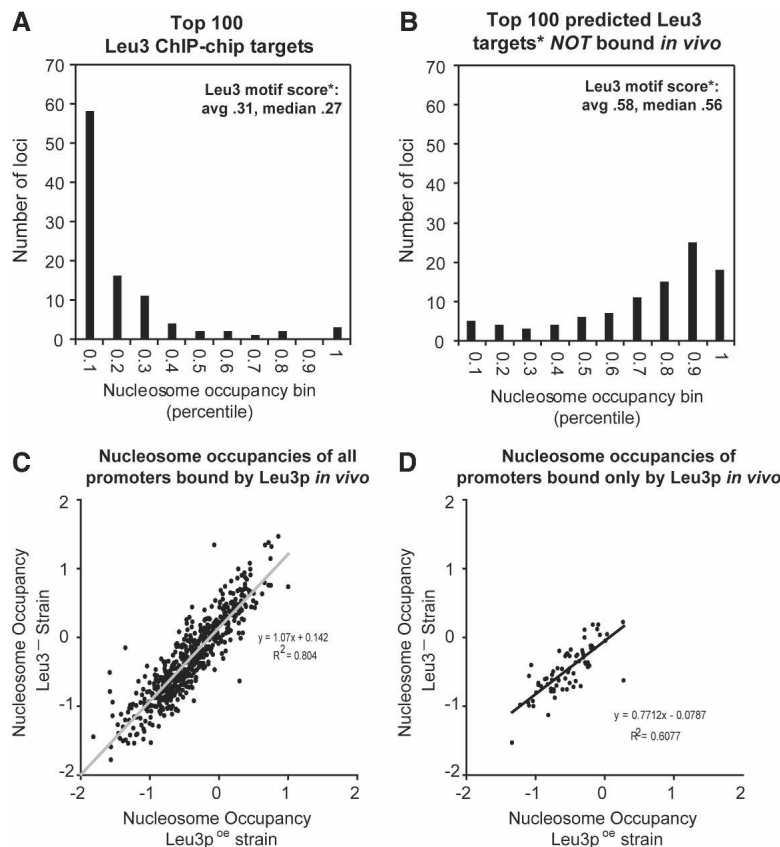 A
Top 100
Leu3 ChIP-chip targets
Leu3 motif score*:
avg .31, median .27
Number of loci
70
60
50
40
30
20
10
0
0.1
0.2
0.3
0.4
0.5
0.6
0.7
0.8
0.9
1
Nucleosome occupancy bin
(percentile)
B
Top 100 predicted Leu3
targets* NOT bound in vivo
Leu3 motif score*:
avg .58, median .56
Number of loci
70
60
50
40
30
20
10
0
0.1
0.2
0.3
0.4
0.5
0.6
0.7
0.8
0.9
1
Nucleosome occupancy bin
(percentile)
C
Nucleosome occupancies of all
promoters bound by Leu3p in vivo
Nucleosome Occupancy
Leu3 – Strain
2
1
0
-1
-2
y = 1.07x + 0.142
R2 = 0.804
-2
-1
0
1
2
Nucleosome Occupancy
Leu3p oe strain
D
Nucleosome occupancies of
promoters bound only by Leu3p in vivo
Nucleosome Occupancy
Leu3 – Strain
2
1
0
-1
-2
y = 0.7712x - 0.0787
R2 = 0.6077
-2
-1
0
1
2
Nucleosome Occupancy
Leu3p oe strain